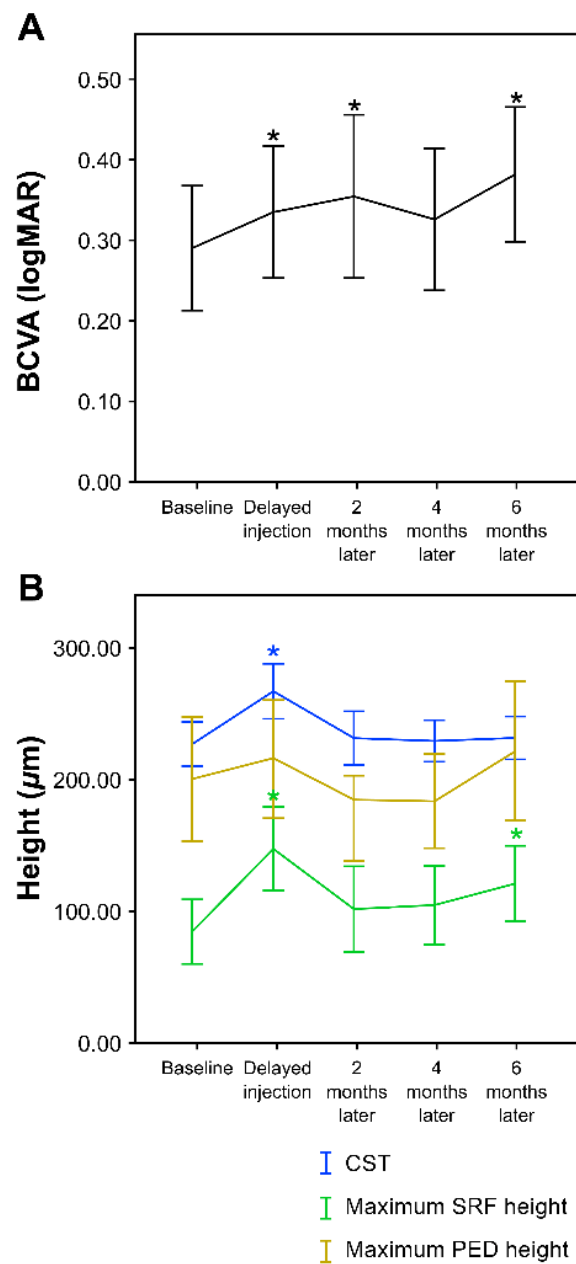 A
BCVA (logMAR)
0.50
0.40
0.30
0.20
0.10
0.00
* * *
Baseline Delayed injection 2 months later 4 months later 6 months later
B
Height (µm)
300.00
200.00
100.00
0.00
*
* *
Baseline Delayed injection 2 months later 4 months later 6 months later
CST
Maximum SRF height
Maximum PED height